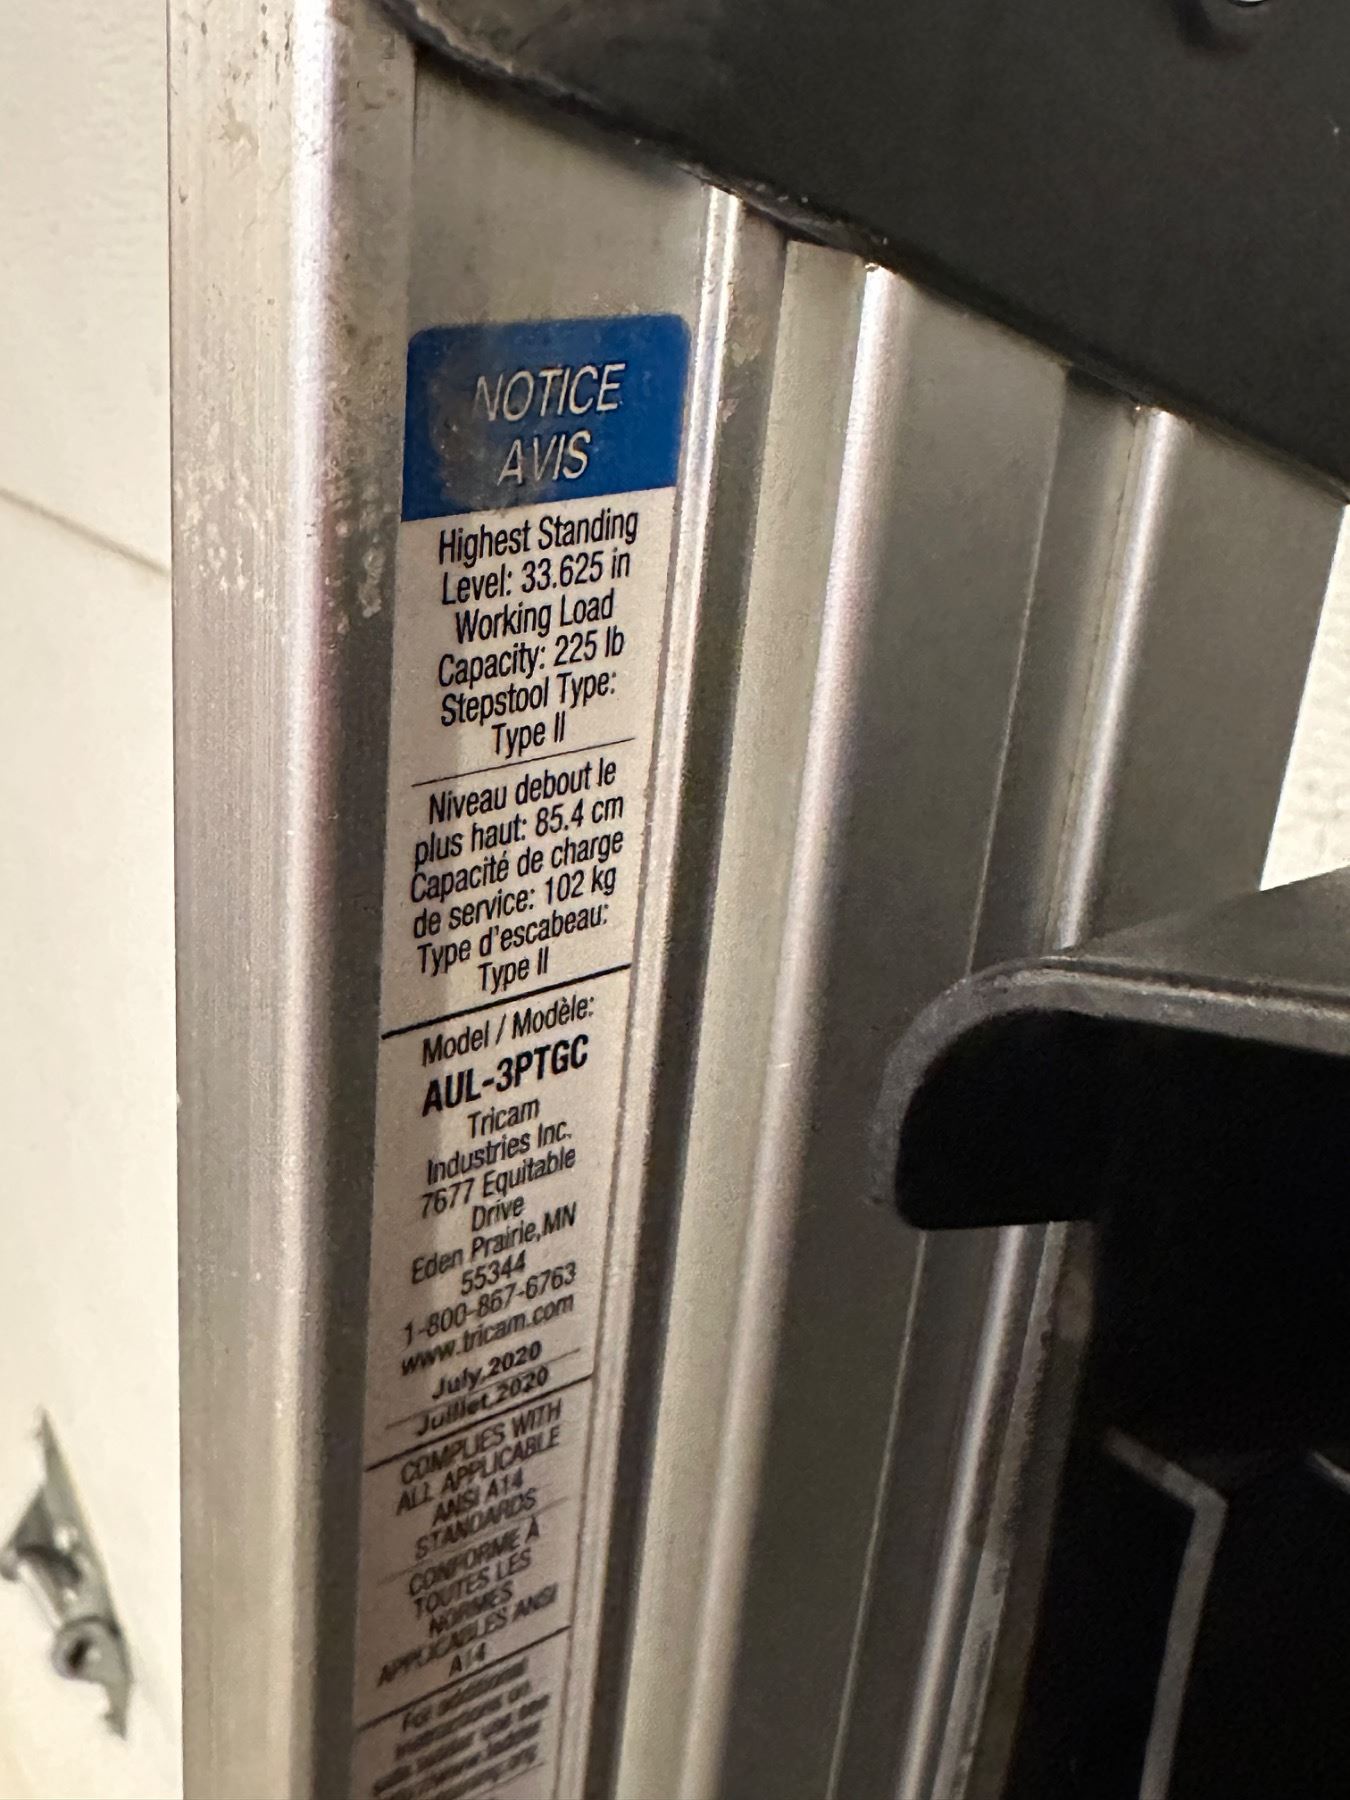 NOTICE
AVIS
Highest Standing
Level: 33.625 in
Working Load
Capacity: 225 lb
Stepstool Type:
Type II
Niveau debout le
plus haut: 85.4 cm
Capacité de charge
de service: 102 kg
Type d'escabeau:
Type II
Model / Modèle:
AUL-3PTGC
Tricam
Industries Inc.
7677 Equitable
Drive
Eden Prairie,MN
55344
1-800-867-6763
www.tricam.com
July,2020
Juillet,2020
COMPLIES WITH
ALL APPLICABLE
ANSI A14
STANDARDS
CONFORME À
TOUTES LES
NORMES
APPLICABLES ANSI
A14
For additional
instructions on